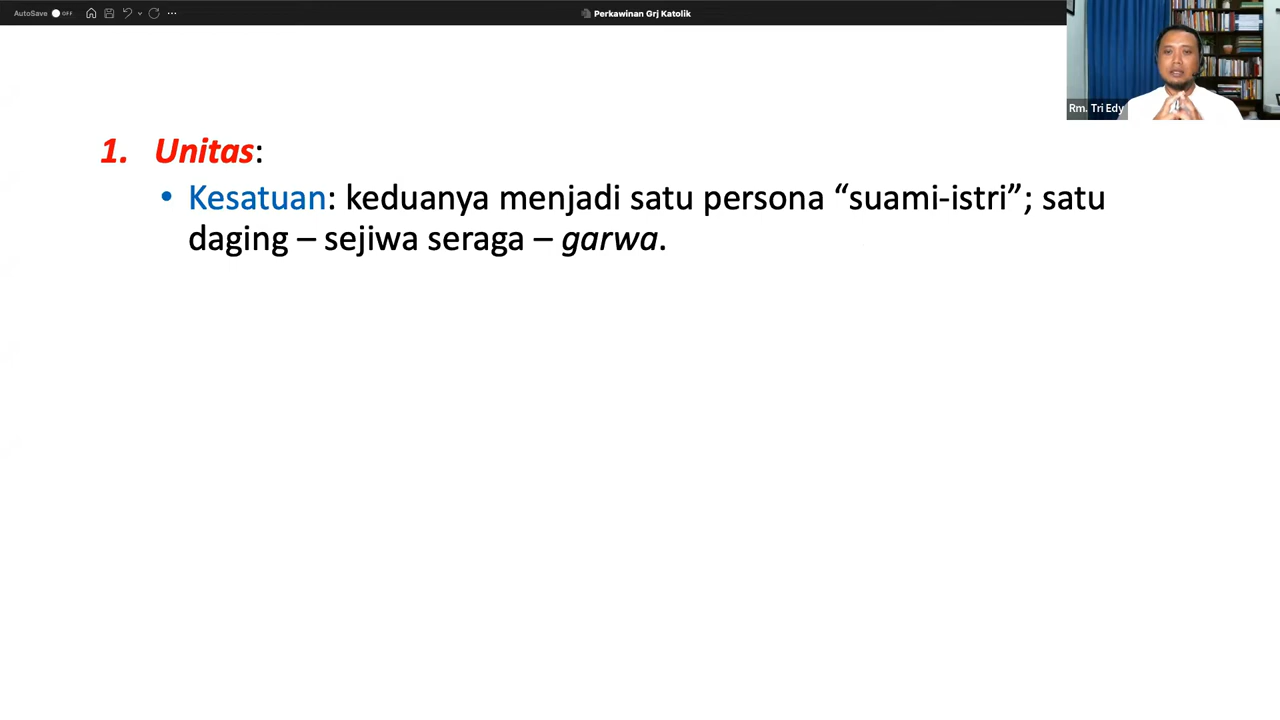 AutoSave OFF
Perkawinan Grj Katolik
Rm. Tri Edy
1. Unitas:
• Kesatuan: keduanya menjadi satu persona “suami-istri”; satu
daging – sejiwa seraga – garwa.